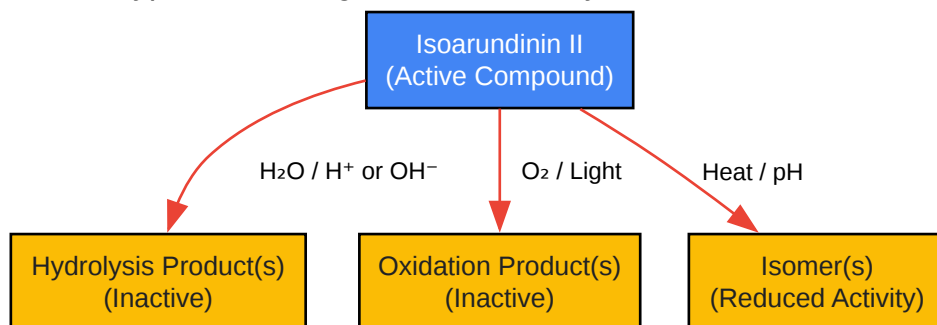 Isoarundinin II
(Active Compound)
H₂O / H⁺ or OH⁻
O₂ / Light
Heat / pH
Hydrolysis Product(s)
(Inactive)
Oxidation Product(s)
(Inactive)
Isomer(s)
(Reduced Activity)